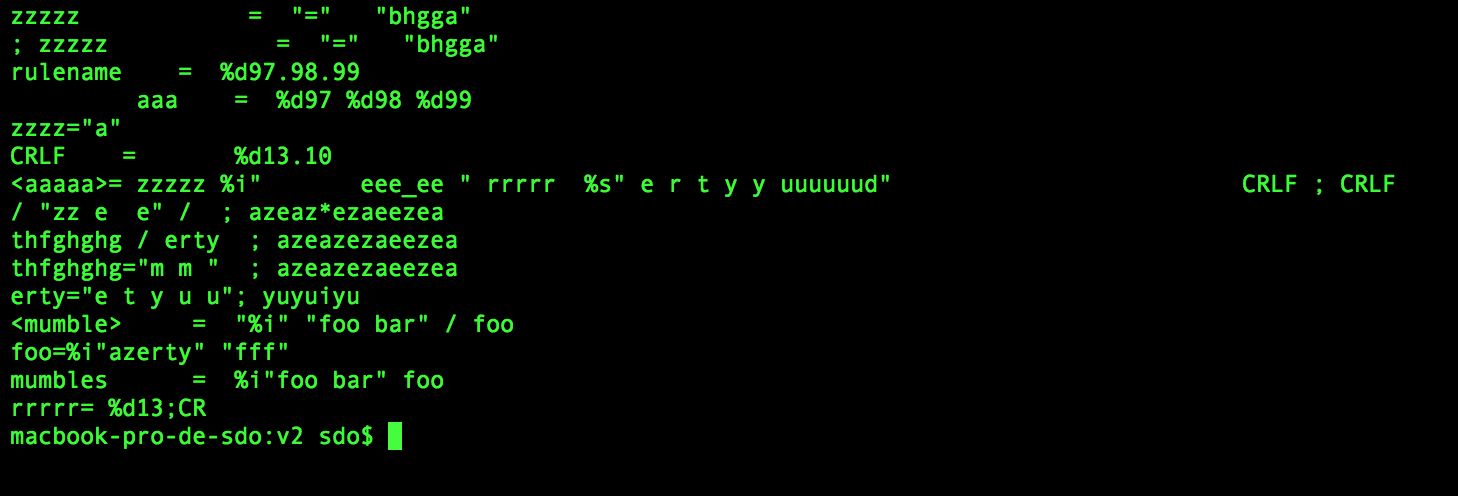 zzzzz            =  "="   "bhgga"
; zzzzz            =  "="   "bhgga"
rulename    =  %d97.98.99
         aaa    =  %d97 %d98 %d99
zzzz="a"
CRLF    =       %d13.10
<aaaaa>= zzzzz %i"       eee_ee " rrrrr  %s" e r t y y uuuuuud"                         CRLF ; CRLF
/ "zz e  e" /  ; azeaz*ezaeezea
thfghghg / erty  ; azeazezaeezea
thfghghg="m m "  ; azeazezaeezea
erty="e t y u u"; yuyuiyu
<mumble>     =  "%i" "foo bar" / foo
foo=%i"azerty" "fff"
mumbles      =  %i"foo bar" foo
rrrrr= %d13;CR
macbook-pro-de-sdo:v2 sdo$